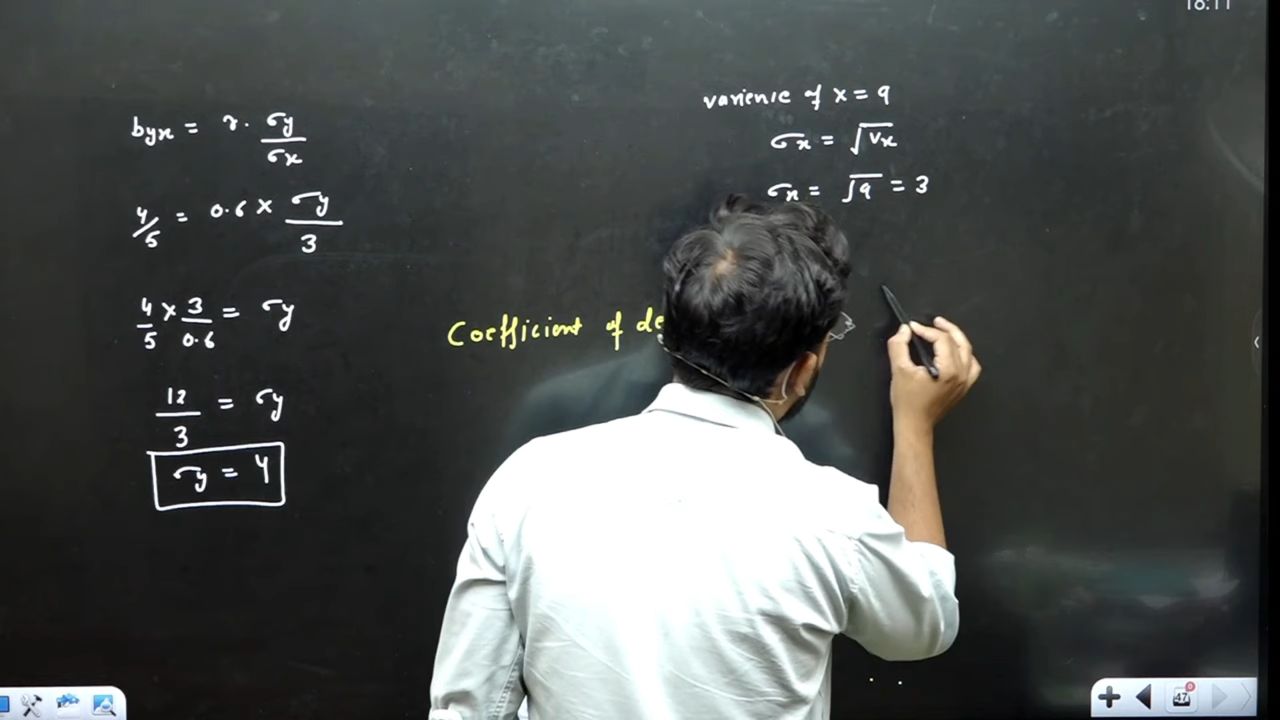 byx = r. σy/σx
4/5 = 0.6 × σy/3
4/5 × 3/0.6 = σy
12/3 = σy
σy = 4
varience of x = 9
σx = √Vx
σx = √9 = 3
Coefficient of de
47